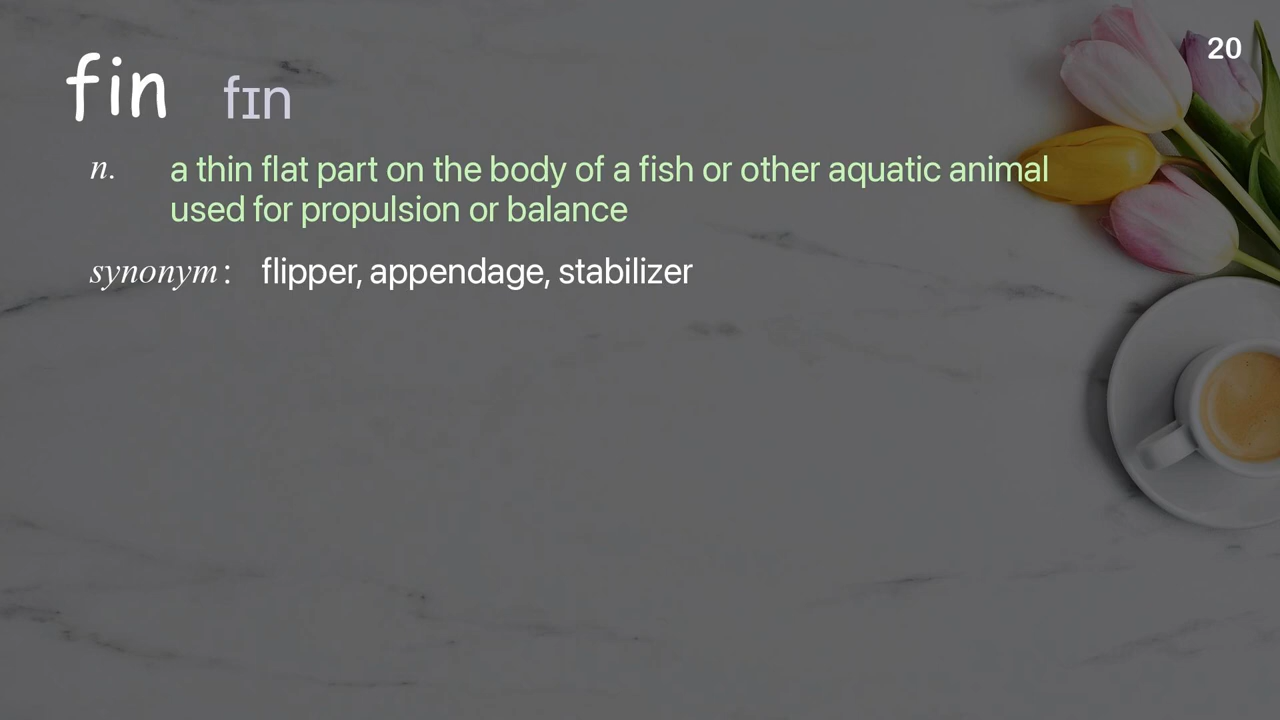 20
fin fɪn
n. a thin flat part on the body of a fish or other aquatic animal
used for propulsion or balance
synonym: flipper, appendage, stabilizer